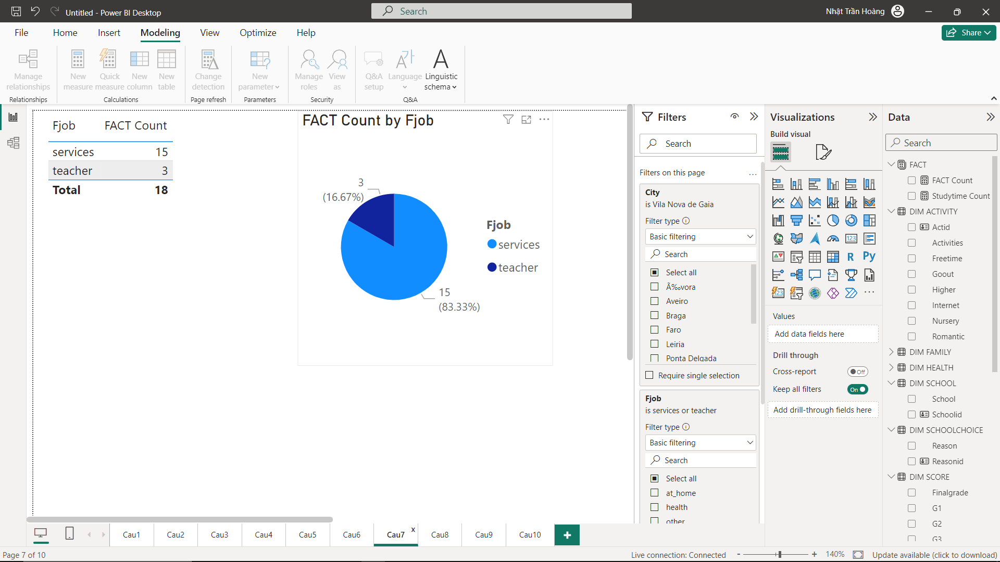 Untitled - Power BI Desktop
Search
Nhật Trần Hoàng
File Home Insert Modeling View Optimize Help
Share
Manage relationships
New measure
Quick measure
New column
New table
Change detection
New parameter
Manage roles
View as
Q&A setup
Language
Linguistic schema
Relationships
Calculations
Page refresh
Parameters
Security
Q&A
Fjob FACT Count
services 15
teacher 3
Total 18
FACT Count by Fjob
3
(16.67%)
15
(83.33%)
Fjob
services
teacher
Filters
Search
Filters on this page
...
City
is Vila Nova de Gaia
Filter type
Basic filtering
Search
Select all
Ã‰vora
Aveiro
Braga
Faro
Leiria
Ponta Delgada
Require single selection
Fjob
is services or teacher
Filter type
Basic filtering
Search
Select all
at_home
health
other
Visualizations
Build visual
123
R
Py
123
Values
Add data fields here
Drill through
Cross-report
Off
Keep all filters
On
Add drill-through fields here
Data
Search
FACT
FACT Count
Studytime Count
DIM ACTIVITY
Actid
Activities
Freetime
Goout
Higher
Internet
Nursery
Romantic
DIM FAMILY
DIM HEALTH
DIM SCHOOL
School
Schoolid
DIM SCHOOLCHOICE
Reason
Reasonid
DIM SCORE
Finalgrade
G1
G2
G3
Cau1 Cau2 Cau3 Cau4 Cau5 Cau6 Cau7 x Cau8 Cau9 Cau10 +
Page 7 of 10
Live connection: Connected
- + 140%
Update available (click to download)